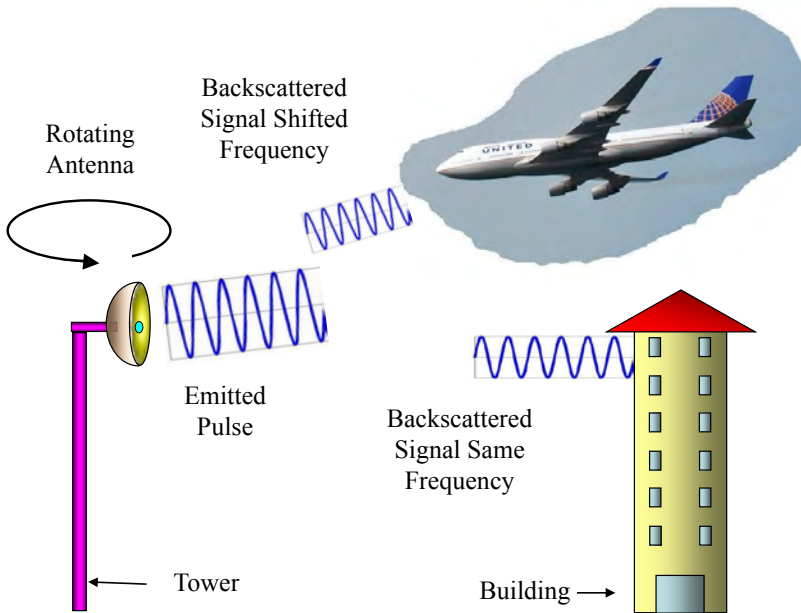 Backscattered
Signal Shifted
Frequency
Rotating
Antenna
UNITED
Emitted
Pulse
Backscattered
Signal Same
Frequency
Tower
Building